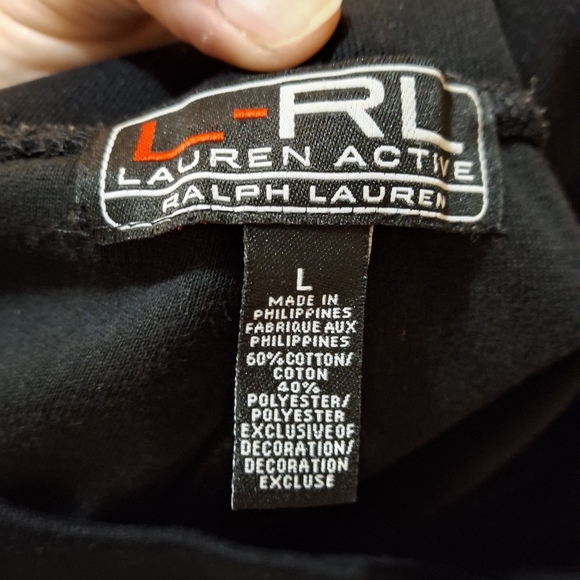 L-RL
LAUREN ACTIVE
RALPH LAUREN
L
MADE IN
PHILIPPINES
FABRIQUE AUX
PHILIPPINES
60%COTTON/
COTON
40%
POLYESTER/
POLYESTER
EXCLUSIVE OF
DECORATION/
DECORATION
EXCLUSE